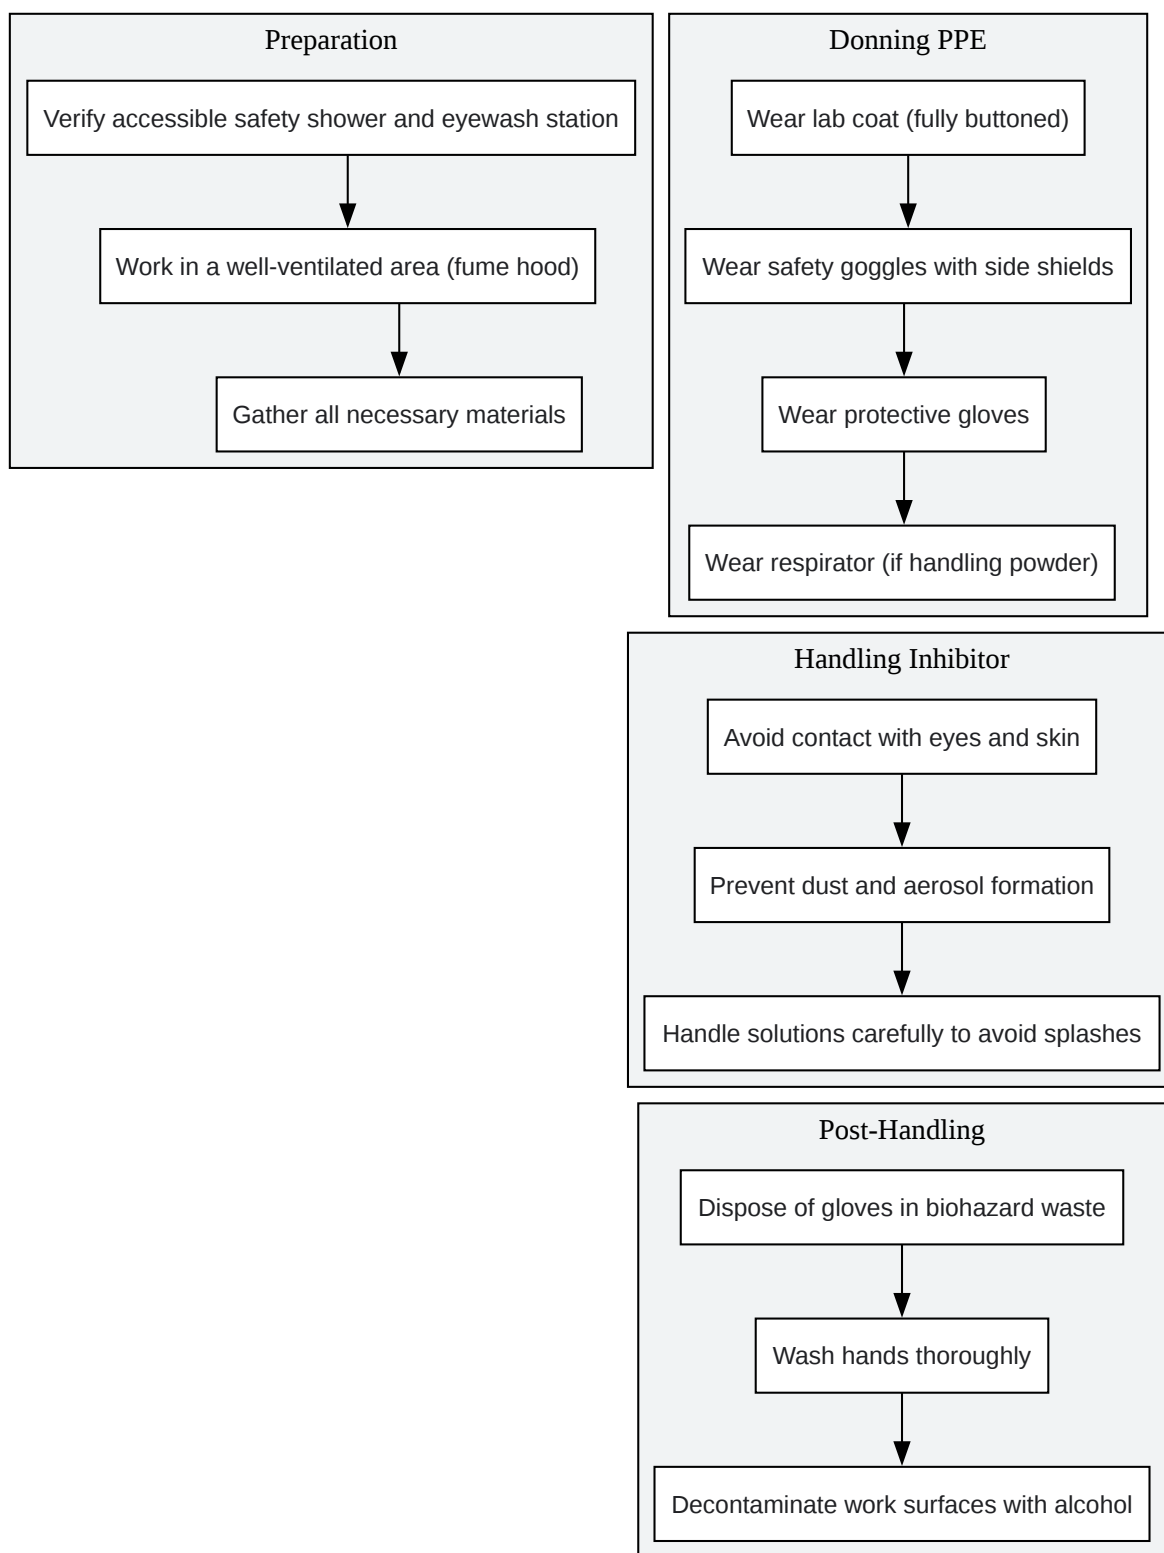 Preparation
Verify accessible safety shower and eyewash station
Work in a well-ventilated area (fume hood)
Gather all necessary materials
Donning PPE
Wear lab coat (fully buttoned)
Wear safety goggles with side shields
Wear protective gloves
Wear respirator (if handling powder)
Handling Inhibitor
Avoid contact with eyes and skin
Prevent dust and aerosol formation
Handle solutions carefully to avoid splashes
Post-Handling
Dispose of gloves in biohazard waste
Wash hands thoroughly
Decontaminate work surfaces with alcohol